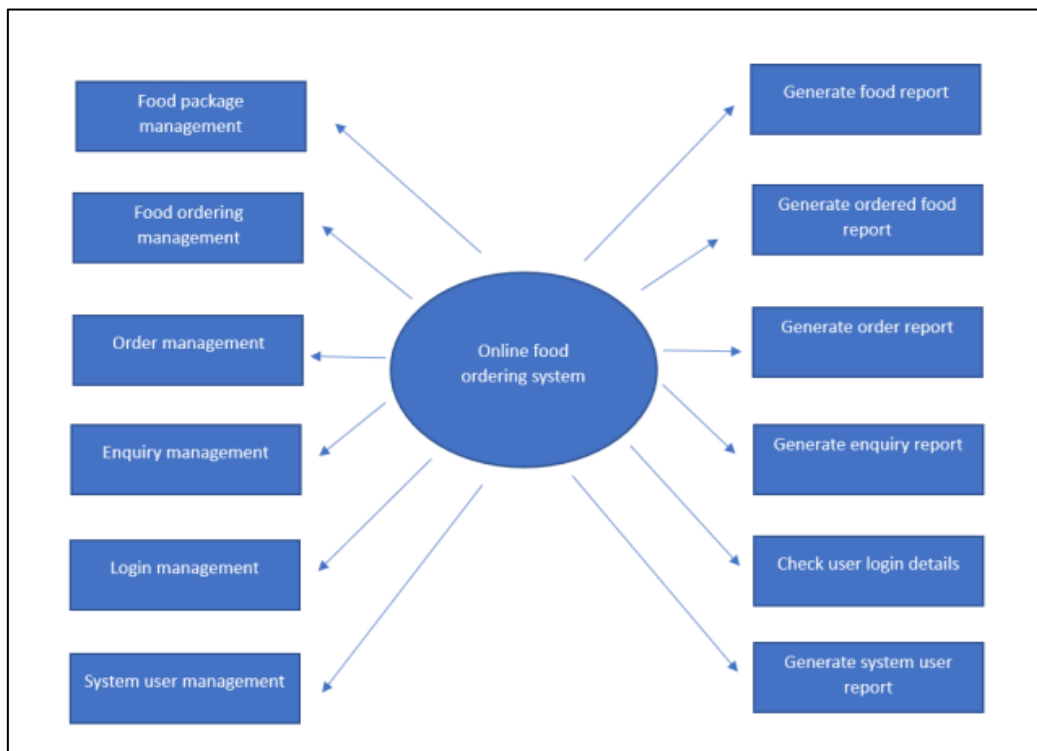 Food package
management
Food ordering
management
Order management
Enquiry management
Login management
System user management
Online food
ordering system
Generate food report
Generate ordered food
report
Generate order report
Generate enquiry report
Check user login details
Generate system user
report